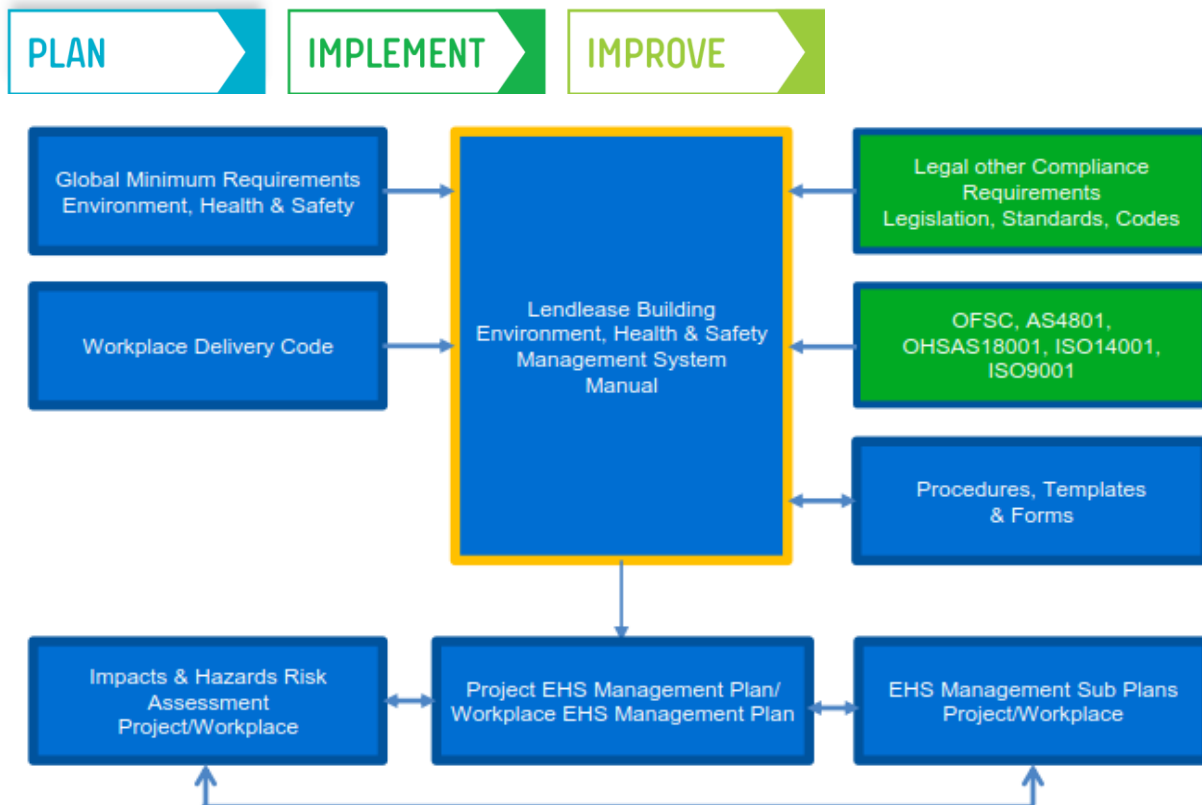 PLAN
IMPLEMENT
IMPROVE
Global Minimum Requirements
Environment, Health & Safety
Workplace Delivery Code
Lendlease Building
Environment, Health & Safety
Management System
Manual
Legal other Compliance
Requirements
Legislation, Standards, Codes
OFSC, AS4801,
OHSAS18001, ISO14001,
ISO9001
Procedures, Templates
& Forms
Impacts & Hazards Risk
Assessment
Project/Workplace
Project EHS Management Plan/
Workplace EHS Management Plan
EHS Management Sub Plans
Project/Workplace